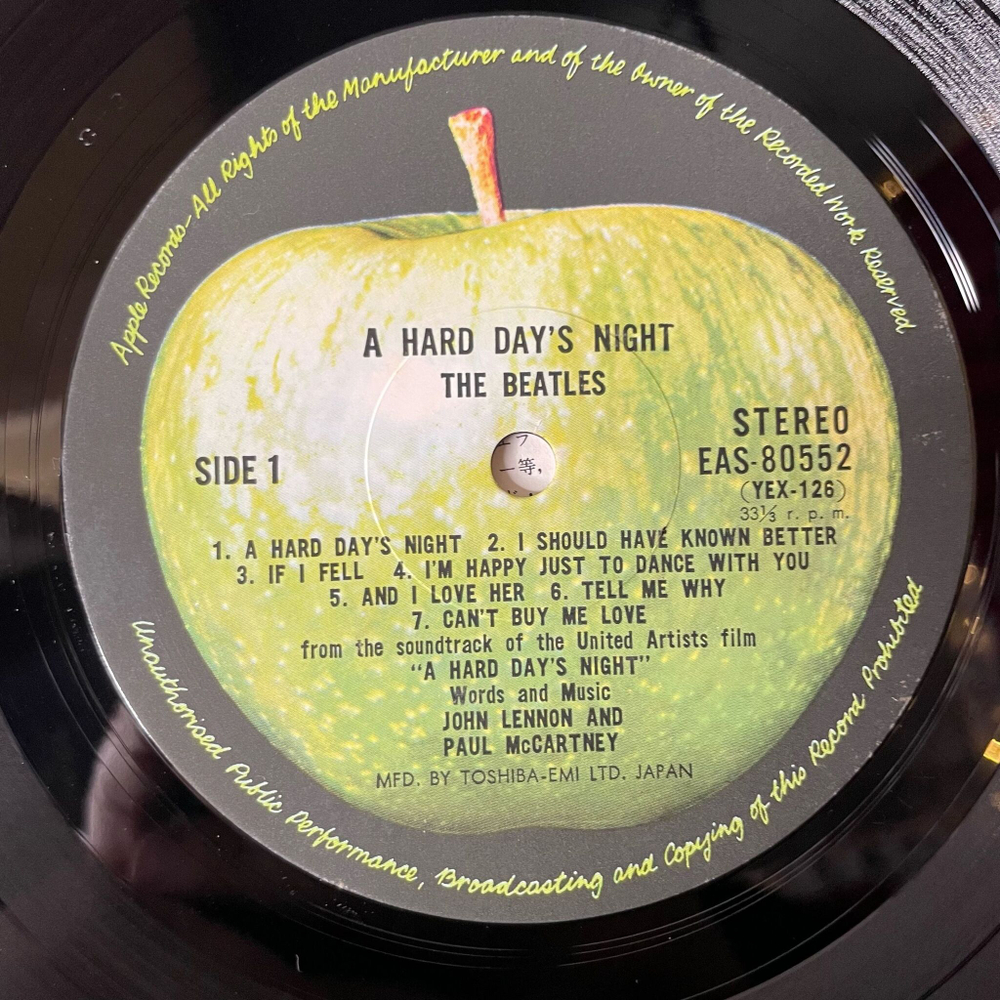 Apple Records-All Rights of the Manufacturer and of the Owner of the Recorded Work Reserved
A HARD DAY'S NIGHT
THE BEATLES
STEREO
SIDE 1
EAS-80552
(YEX-126)
33⅓ r. p. m.
一等,
1. A HARD DAY'S NIGHT 2. I SHOULD HAVE KNOWN BETTER
3. IF I FELL 4. I'M HAPPY JUST TO DANCE WITH YOU
5. AND I LOVE HER 6. TELL ME WHY
7. CAN'T BUY ME LOVE
from the soundtrack of the United Artists film
“A HARD DAY'S NIGHT”
Words and Music
JOHN LENNON AND
PAUL McCARTNEY
MFD. BY TOSHIBA-EMI LTD. JAPAN
Unauthorised Public Performance, Broadcasting and Copying of this Record Prohibited